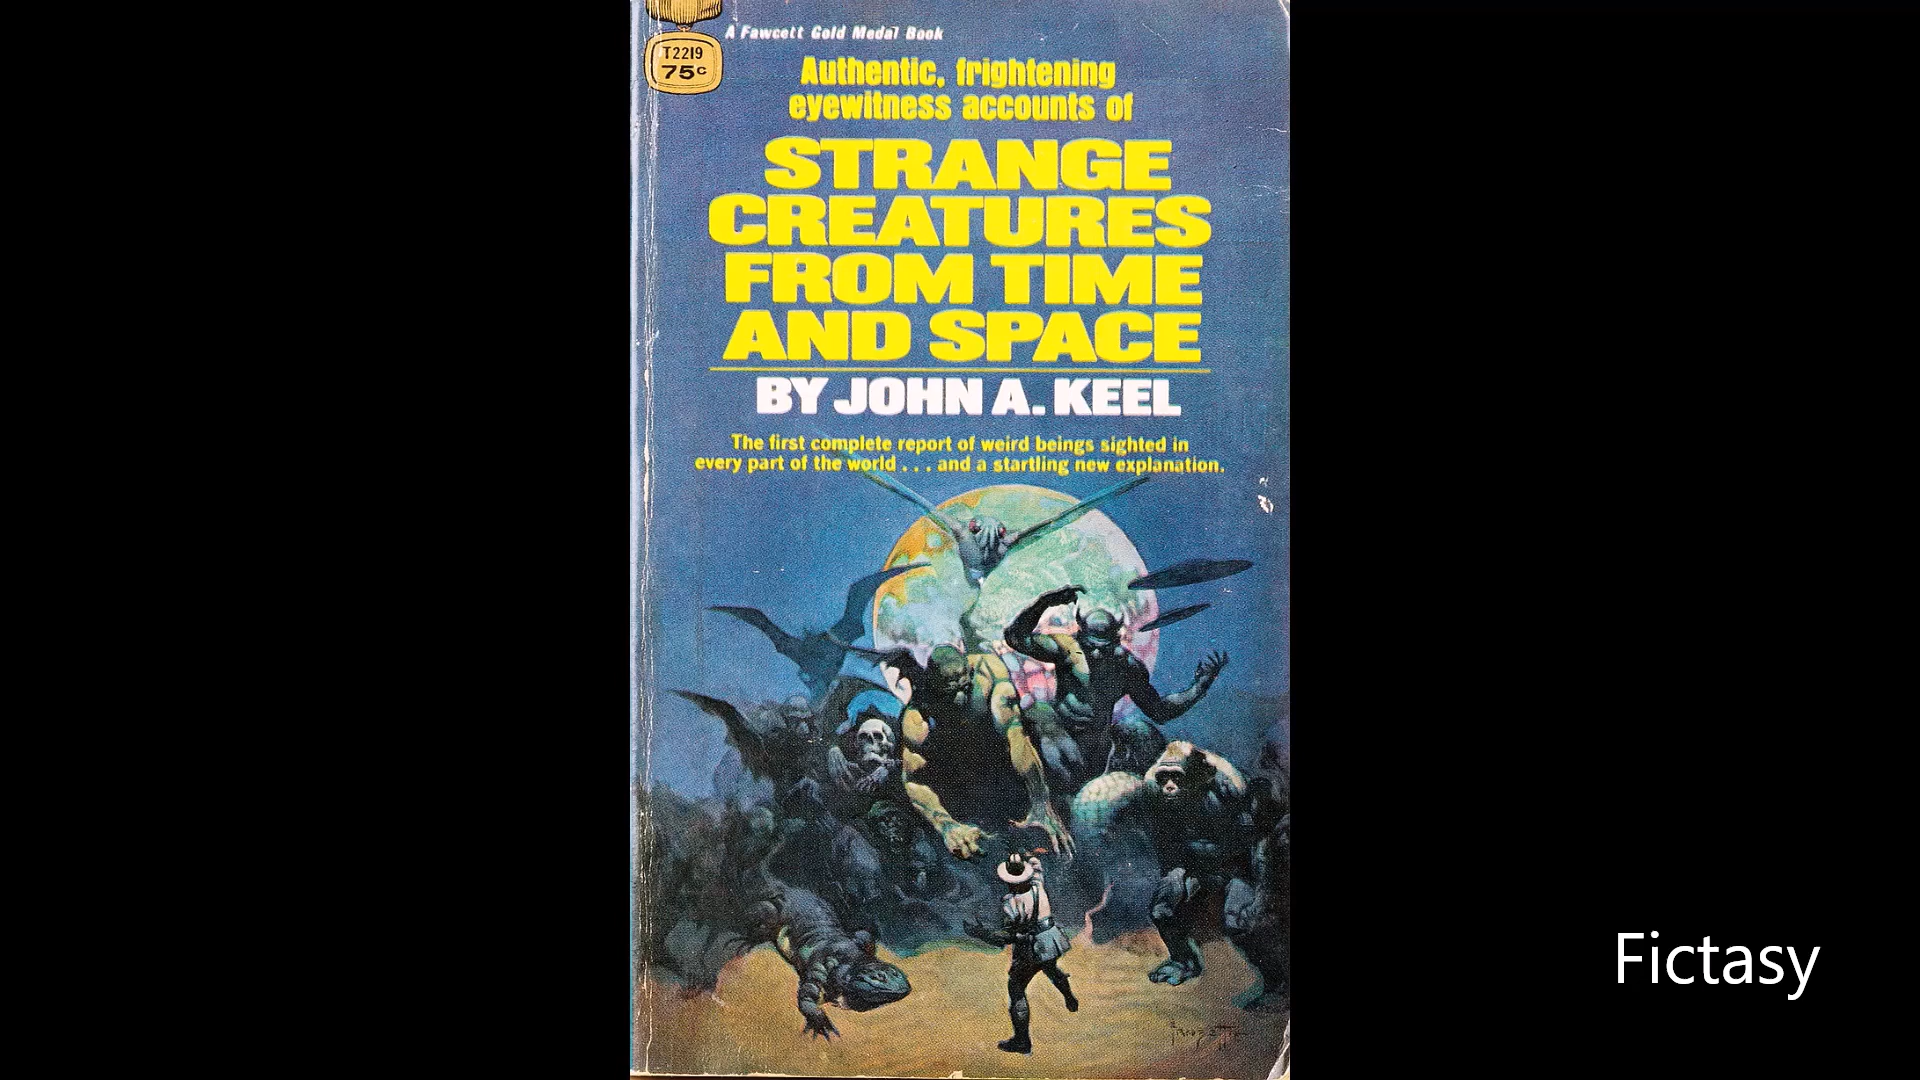 A Fawcett Gold Medal Book
T2219
75c
Authentic, frightening
eyewitness accounts of
STRANGE
CREATURES
FROM TIME
AND SPACE
BY JOHN A. KEEL
The first complete report of weird beings sighted in
every part of the world . . . and a startling new explanation.
Frazetta
Fictasy